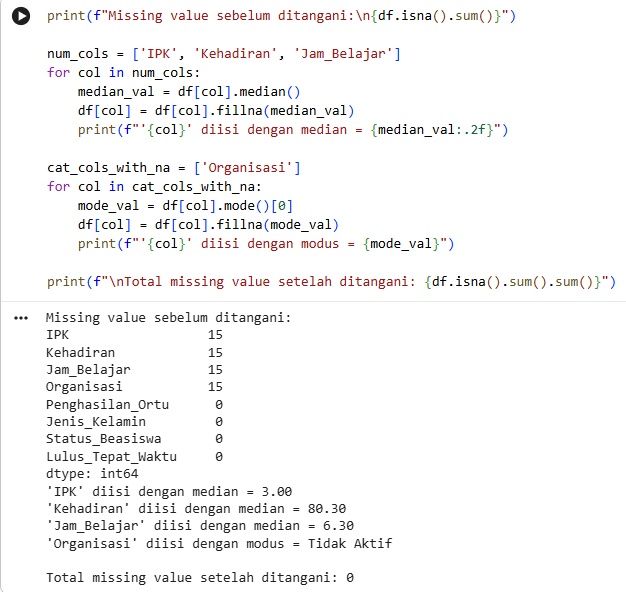 print(f"Missing value sebelum ditangani:\n{df.isna().sum()}")
num_cols = ['IPK', 'Kehadiran', 'Jam_Belajar']
for col in num_cols:
    median_val = df[col].median()
    df[col] = df[col].fillna(median_val)
    print(f"'{col}' diisi dengan median = {median_val:.2f}")
cat_cols_with_na = ['Organisasi']
for col in cat_cols_with_na:
    mode_val = df[col].mode()[0]
    df[col] = df[col].fillna(mode_val)
    print(f"'{col}' diisi dengan modus = {mode_val}")
print(f"\nTotal missing value setelah ditangani: {df.isna().sum().sum()}")
Missing value sebelum ditangani:
IPK                 15
Kehadiran           15
Jam_Belajar         15
Organisasi          15
Penghasilan_Ortu     0
Jenis_Kelamin        0
Status_Beasiswa      0
Lulus_Tepat_Waktu    0
dtype: int64
'IPK' diisi dengan median = 3.00
'Kehadiran' diisi dengan median = 80.30
'Jam_Belajar' diisi dengan median = 6.30
'Organisasi' diisi dengan modus = Tidak Aktif
Total missing value setelah ditangani: 0